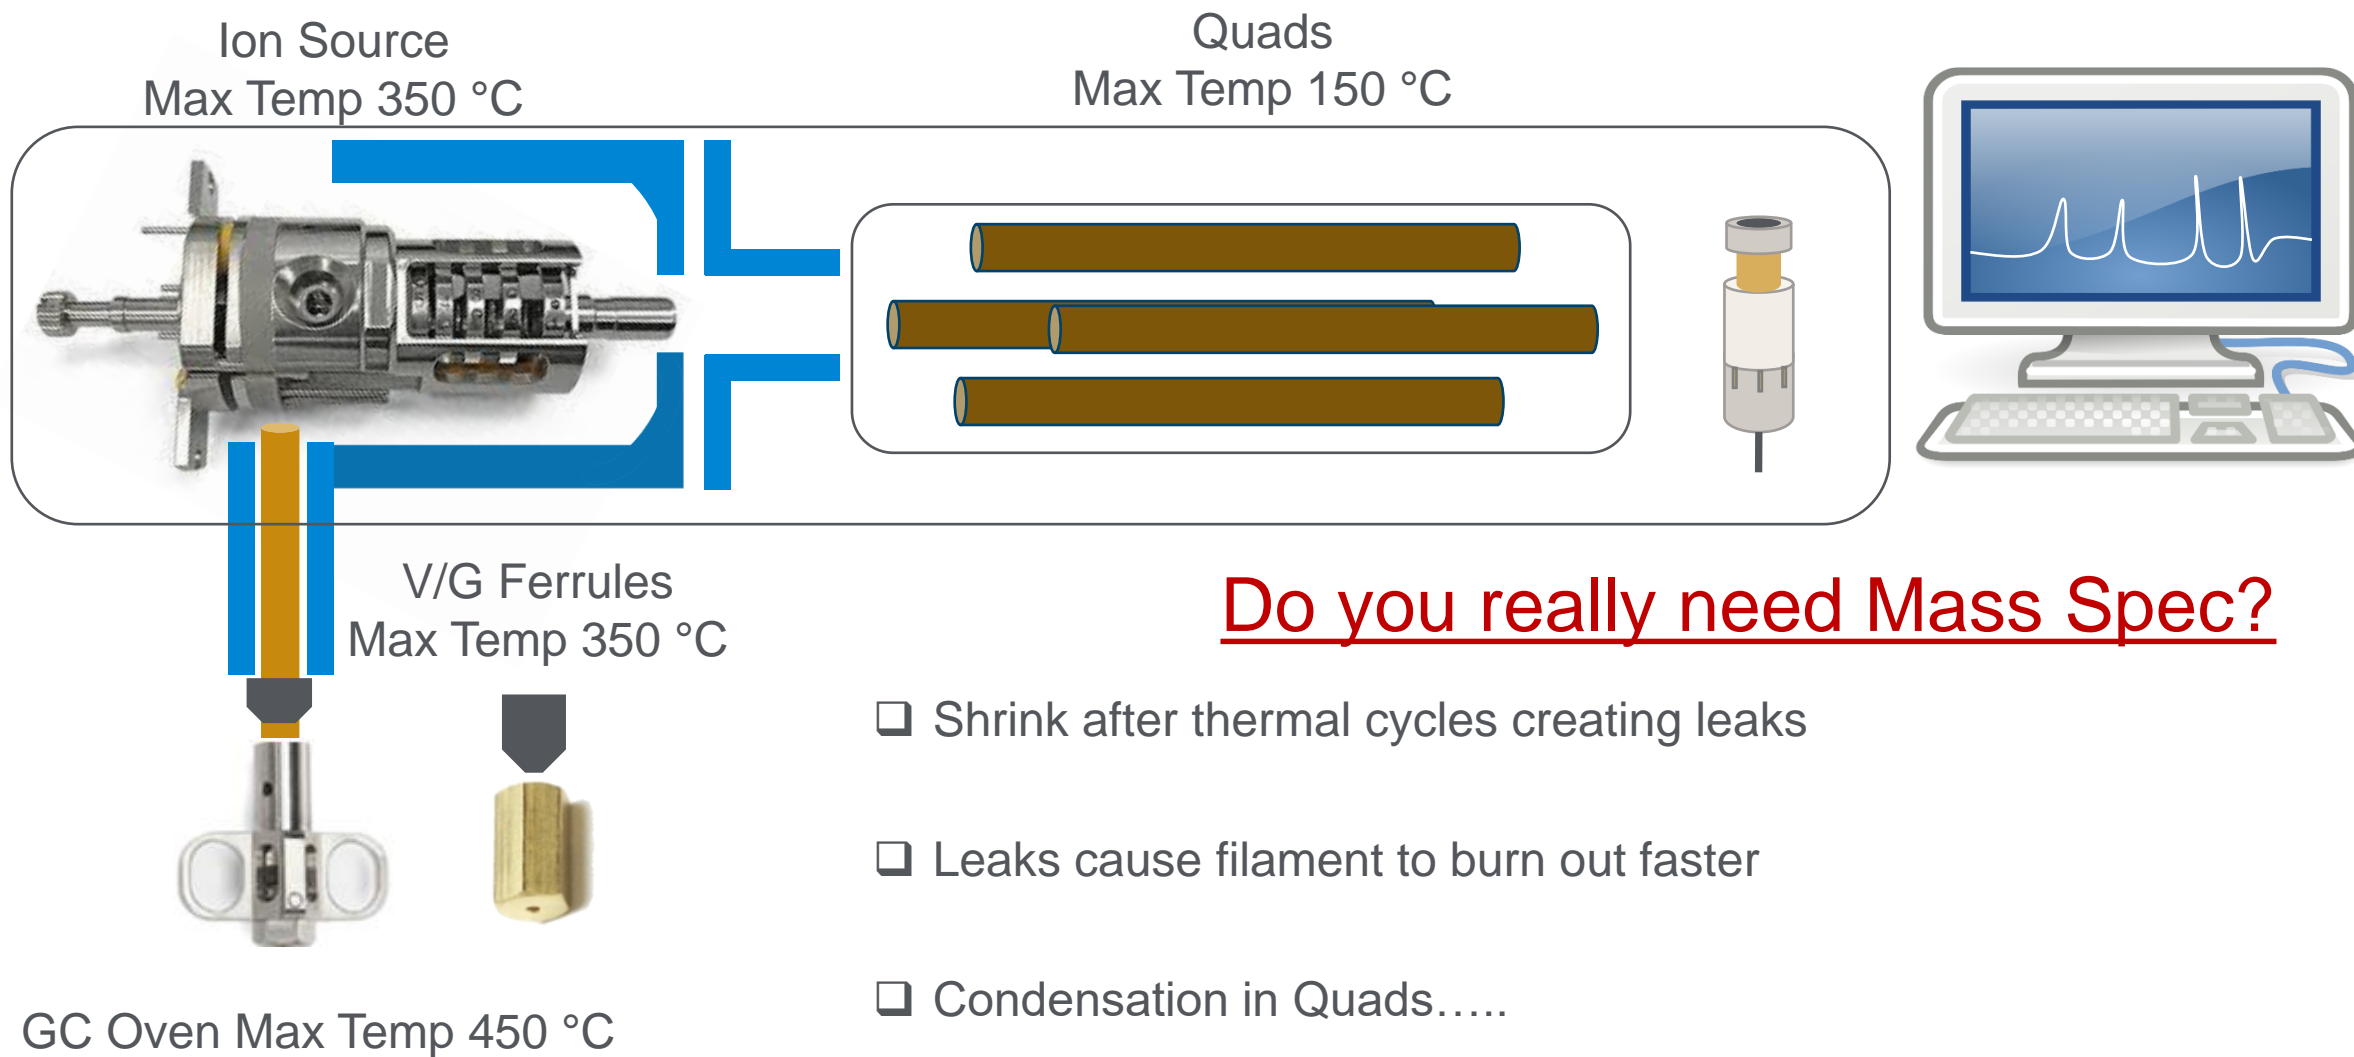 Ion Source
Max Temp 350 °C
Quads
Max Temp 150 °C
V/G Ferrules
Max Temp 350 °C
Do you really need Mass Spec?
❑ Shrink after thermal cycles creating leaks
❑ Leaks cause filament to burn out faster
❑ Condensation in Quads…..
GC Oven Max Temp 450 °C